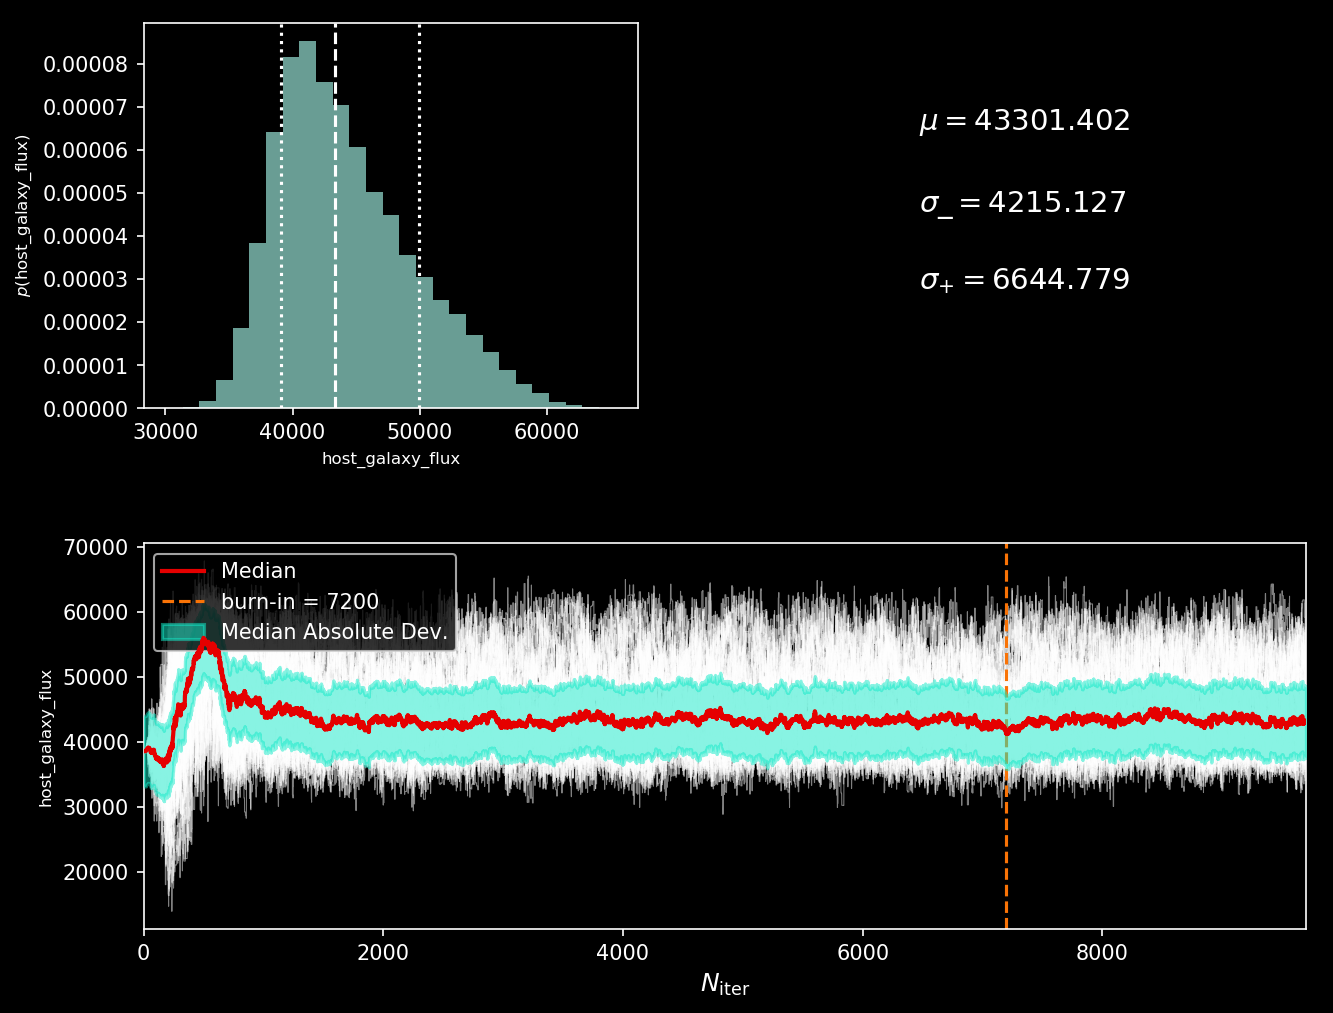 0.00008
0.00007
0.00006
0.00005
0.00004
0.00003
0.00002
0.00001
0.00000
p(host_galaxy_flux)
30000 40000 50000 60000
host_galaxy_flux
μ = 43301.402
σ_ = 4215.127
σ+ = 6644.779
70000
60000
50000
40000
30000
20000
host_galaxy_flux
Median
burn-in = 7200
Median Absolute Dev.
0 2000 4000 6000 8000
N_iter